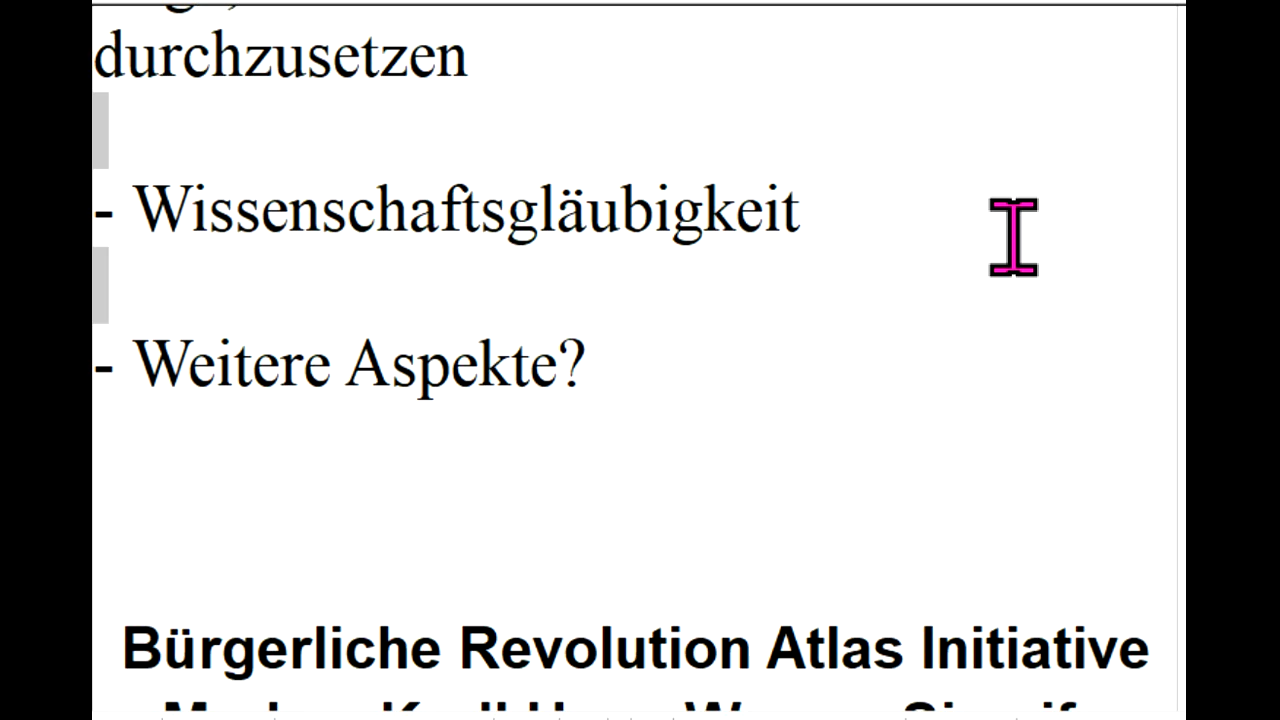 durchzusetzen
- Wissenschaftsgläubigkeit
- Weitere Aspekte?
Bürgerliche Revolution Atlas Initiative